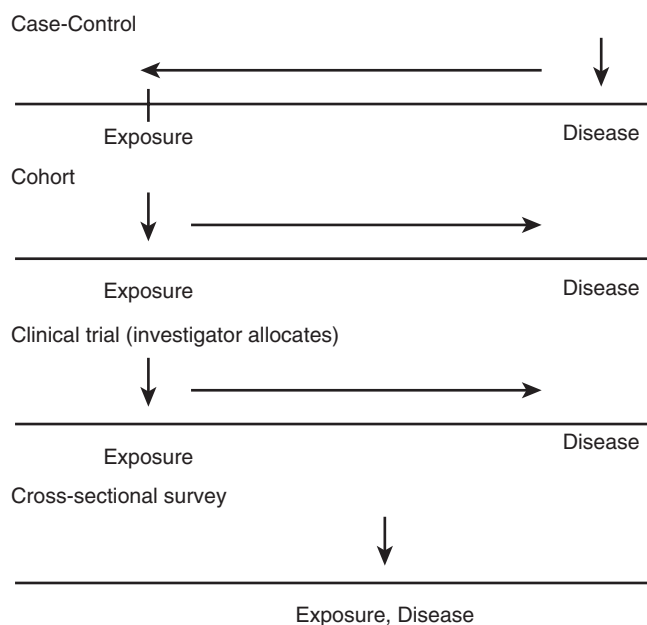 Case-Control
Exposure
Disease
Cohort
Exposure
Disease
Clinical trial (investigator allocates)
Exposure
Disease
Cross-sectional survey
Exposure, Disease